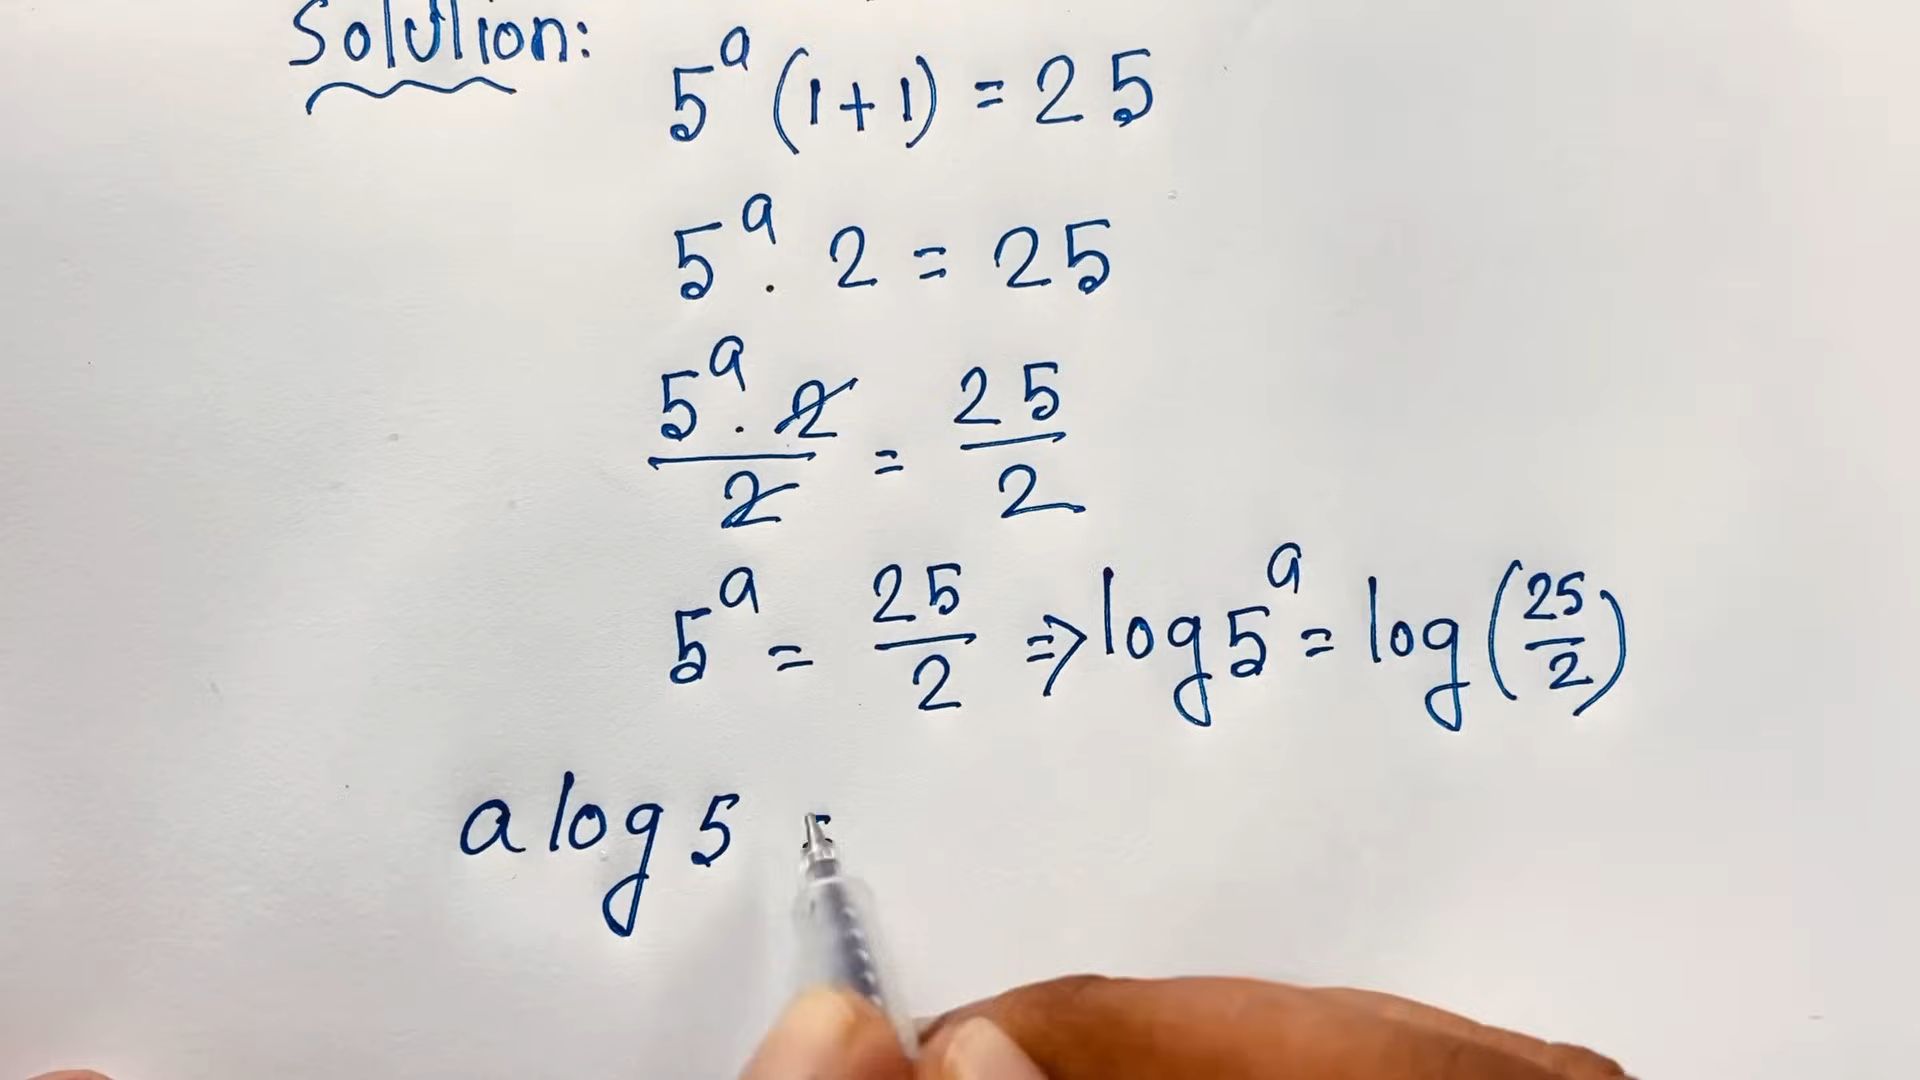 Solution:
5^a (1+1) = 25
5^a . 2 = 25
5^a . 2 / 2 = 25 / 2
5^a = 25/2 ⇒ log 5^a = log (25/2)
a log 5 =